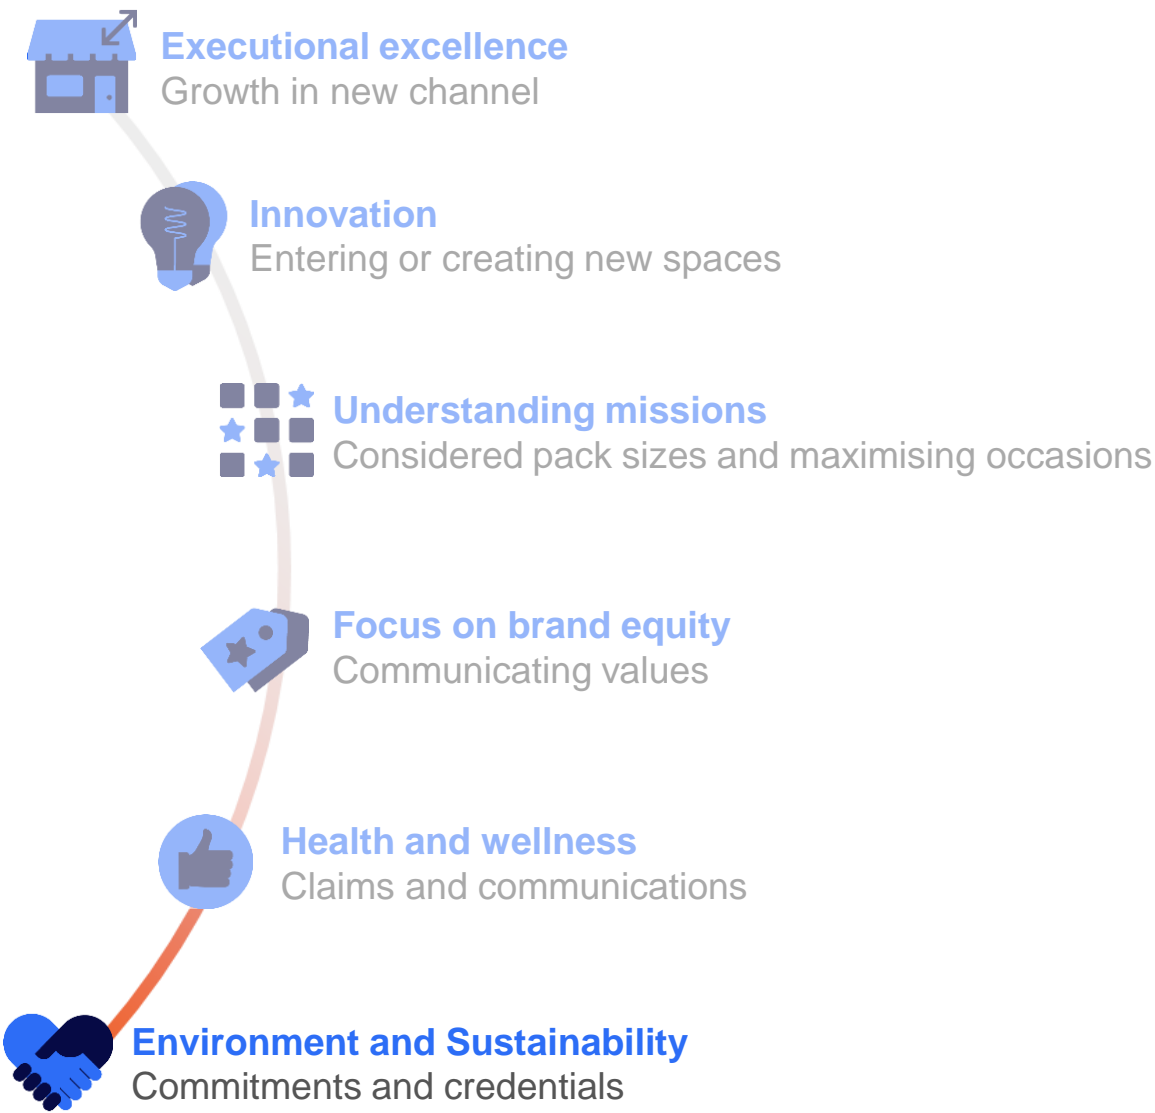 Executional excellence
Growth in new channel
Innovation
Entering or creating new spaces
Understanding missions
Considered pack sizes and maximising occasions
Focus on brand equity
Communicating values
Health and wellness
Claims and communications
Environment and Sustainability
Commitments and credentials